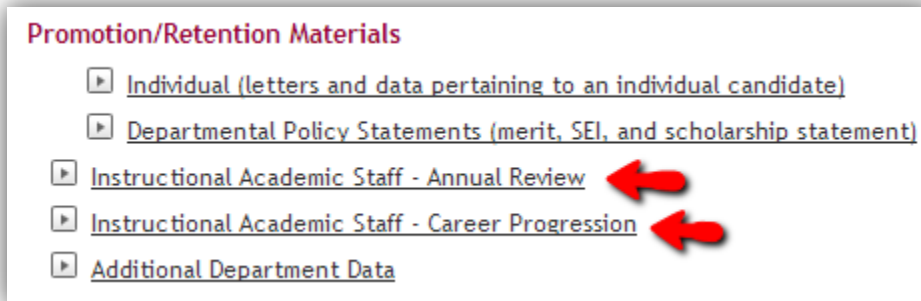 Promotion/Retention Materials
Individual (letters and data pertaining to an individual candidate)
Departmental Policy Statements (merit, SEI, and scholarship statement)
Instructional Academic Staff - Annual Review
Instructional Academic Staff - Career Progression
Additional Department Data